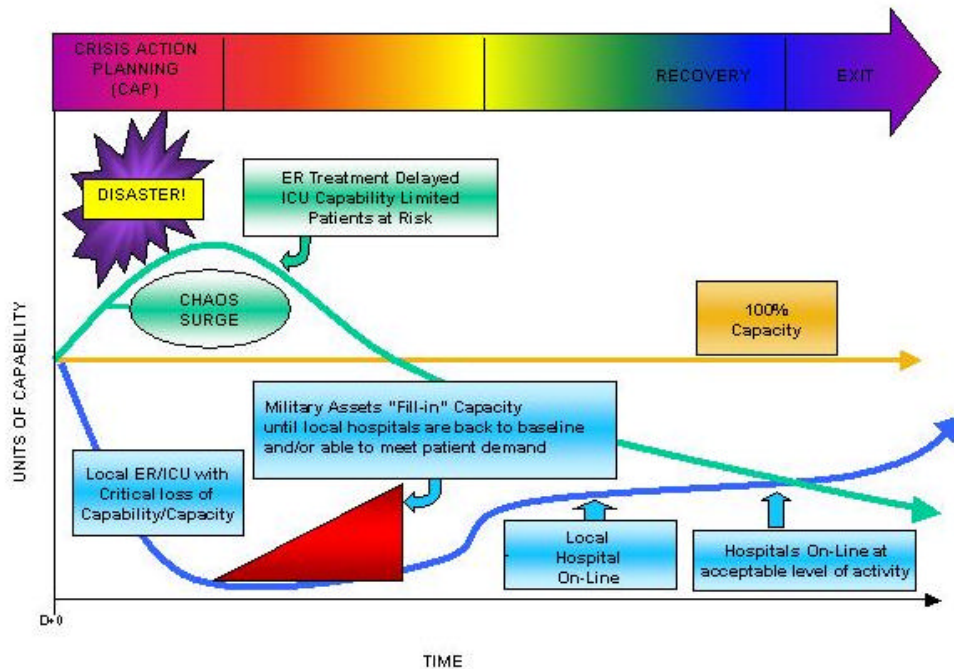 CRISIS ACTION
PLANNING
(CAP)
RECOVERY
EXIT
DISASTER!
ER Treatment Delayed
ICU Capability Limited
Patients at Risk
CHAOS
SURGE
100%
Capacity
UNITS OF CAPABILITY
Military Assets "Fill-in" Capacity
until local hospitals are back to baseline
and/or able to meet patient demand
Local ER/ICU with
Critical loss of
Capability/Capacity
Local
Hospital
On-Line
Hospitals On-Line at
acceptable level of activity
D+0
TIME